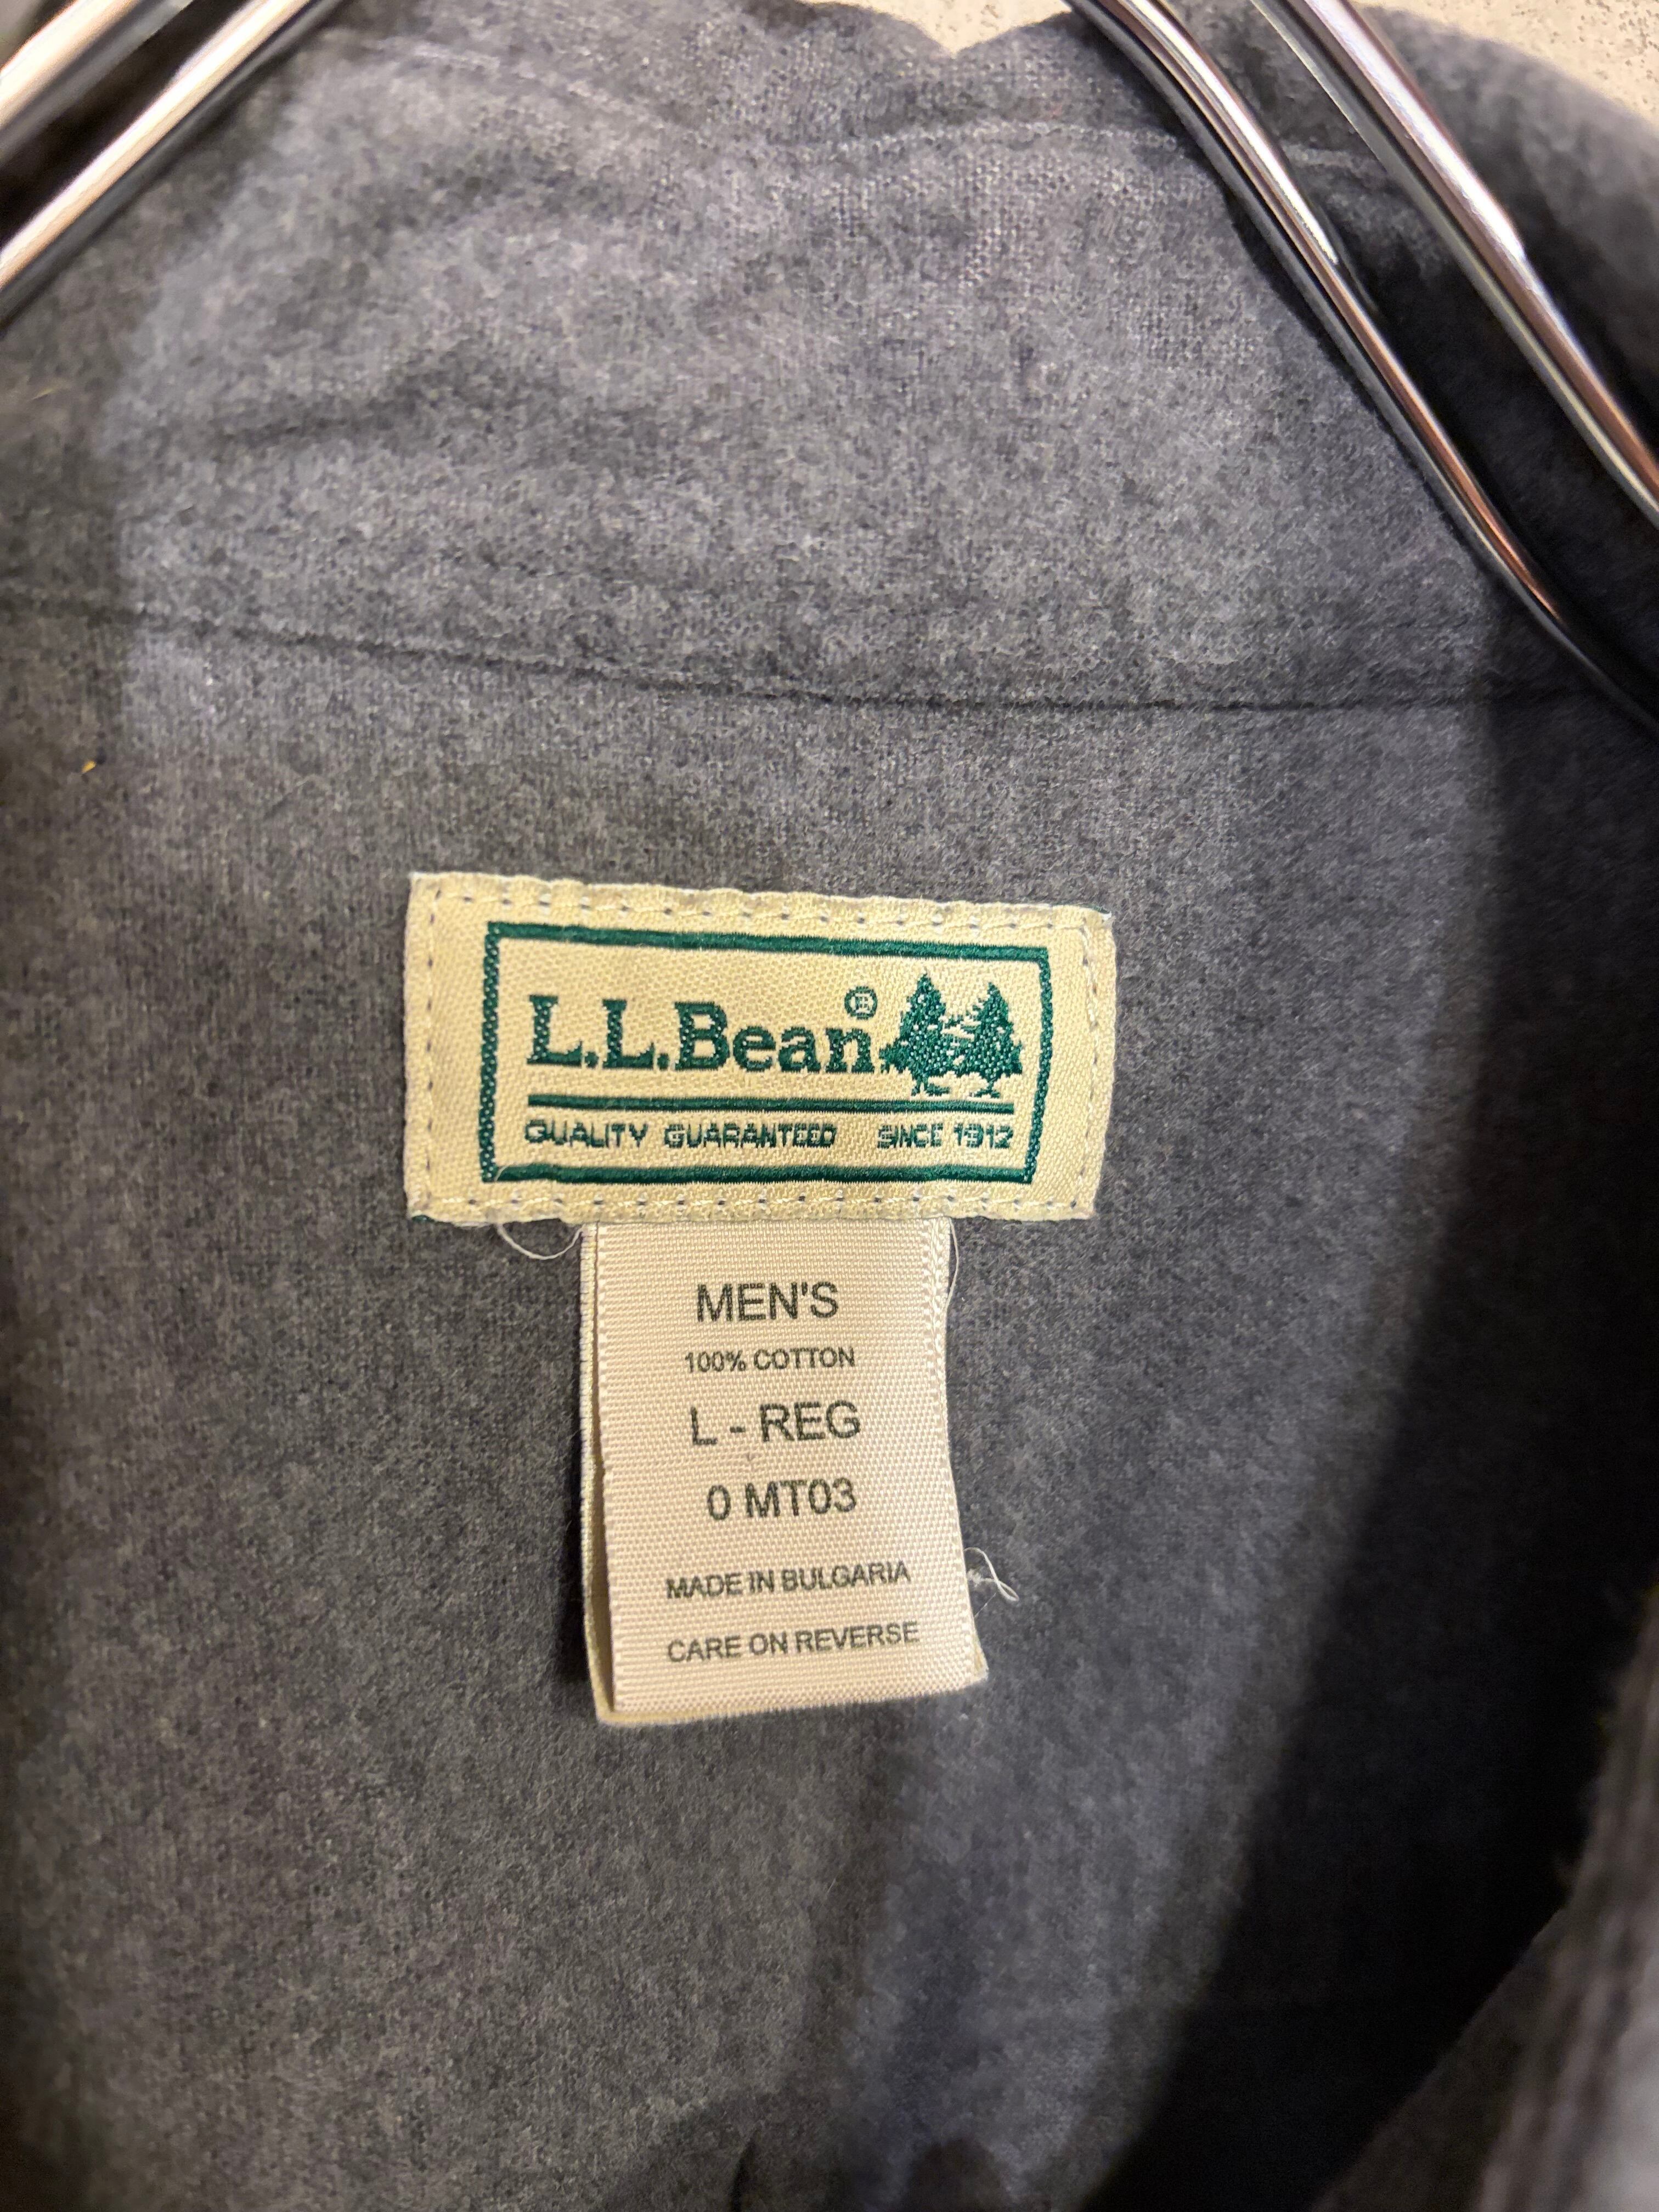 L.L.Bean®
QUALITY GUARANTEED SINCE 1912
MEN'S
100% COTTON
L - REG
0 MT03
MADE IN BULGARIA
CARE ON REVERSE